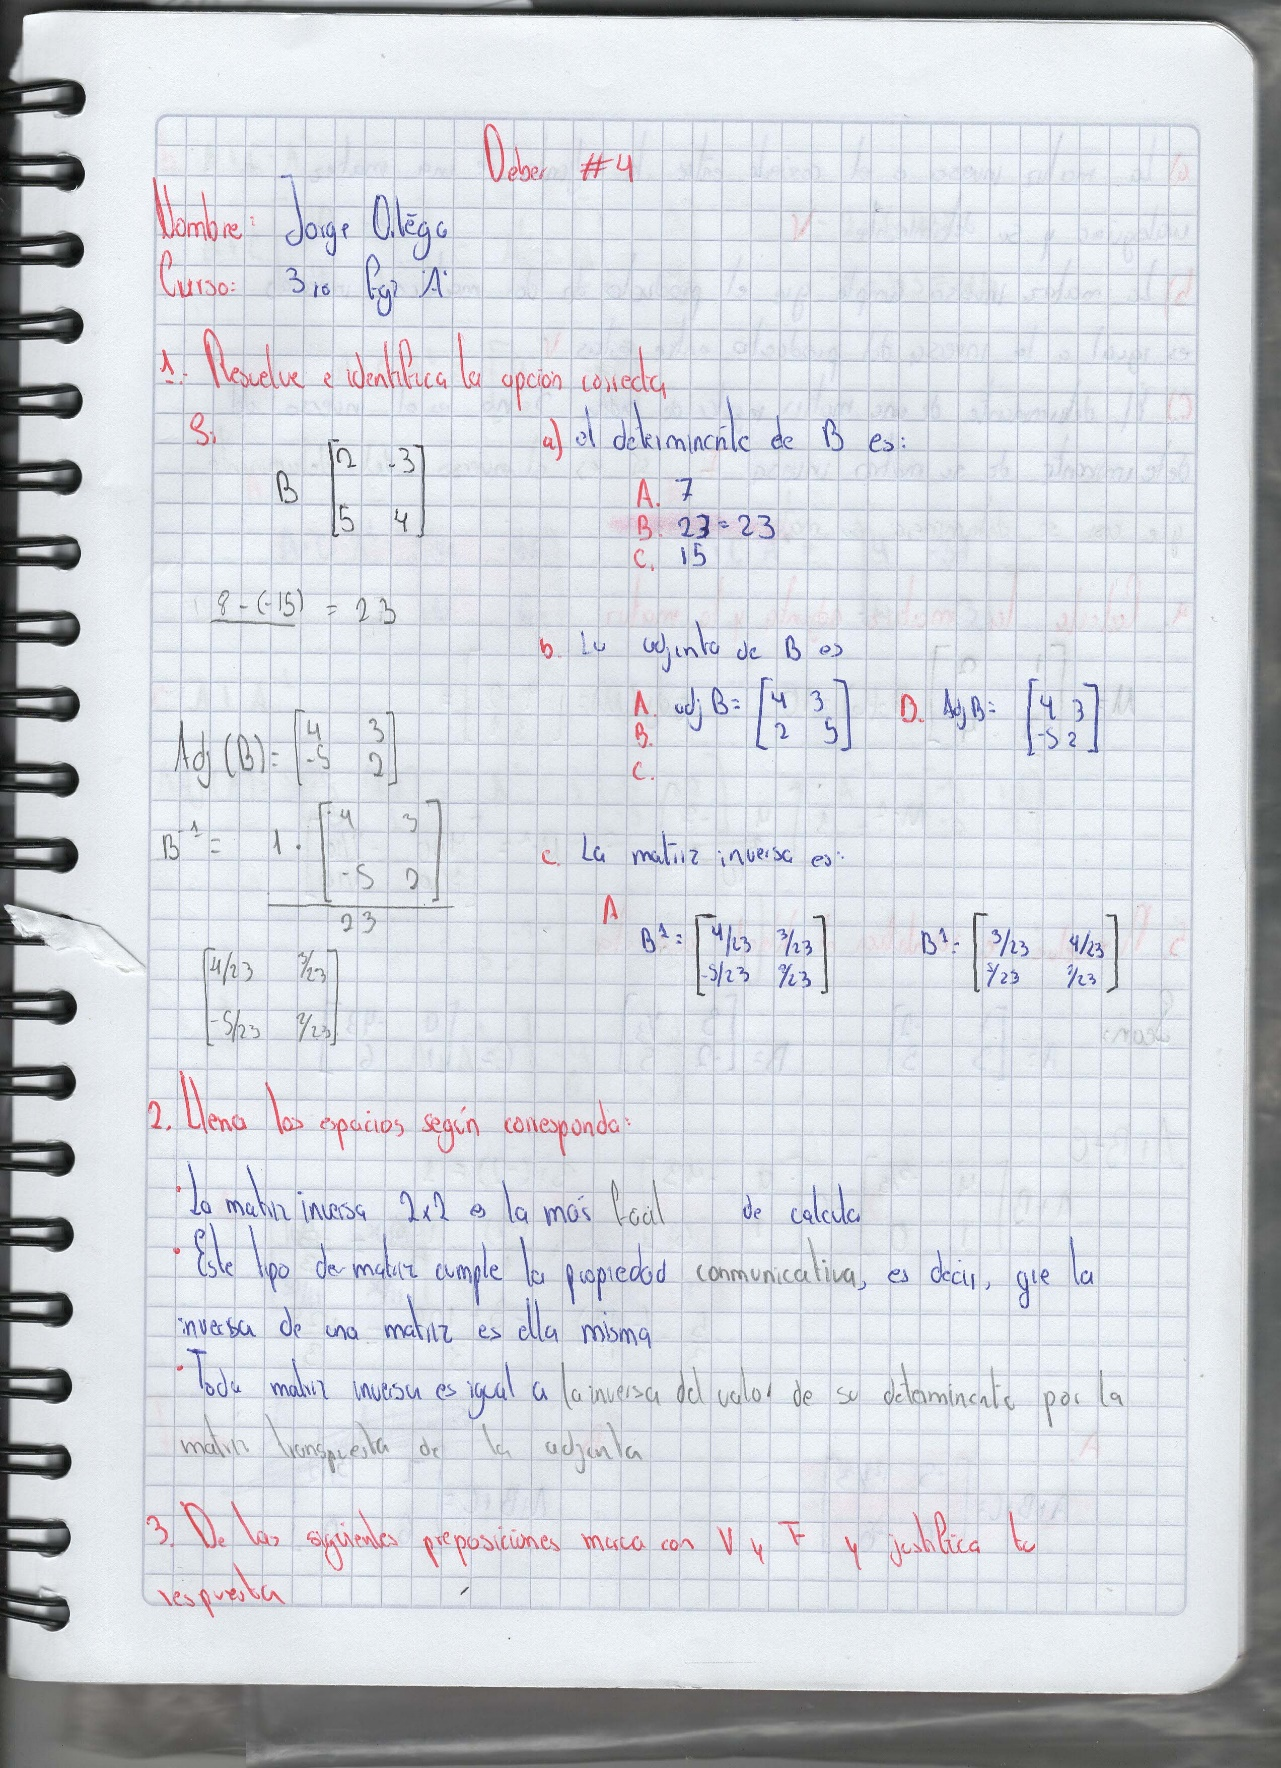 Deber #4
Nombre: Jorge Ortega
Curso: 3ro Bgr "A"
1.- Resuelve e identifica la opcion correcta
S.
B [2 -3
5 4]
8 - (-15) = 23
a) el determinante de B es:
A. 7
B. 23 = 23
C. 15
b. La adjunta de B es
A. adj B = [4 3
2 5]
B.
C.
D. Adj B = [4 3
-5 2]
Adj (B) = [4 3
-5 2]
B⁻¹ = 1 · [4 3
-5 2]
23
[4/23 3/23
-5/23 2/23]
c. La matriz inversa es:
A
B¹ = [4/23 3/23
-5/23 2/23]
B¹ = [3/23 4/23
5/23 2/23]
2. Llena los espacios según corresponda:
· La matriz inversa 2x2 es la más facil de calcula
· Este tipo de matriz cumple la propiedad conmunicativa, es decir, que la
inversa de una matriz es ella misma
· Toda matriz inversa es igual a la inversa del valor de su determinante por la
matriz transpuesta de la adjunta
3. De las siguientes preposiciones marca con V y F y justifica tu
respuesta